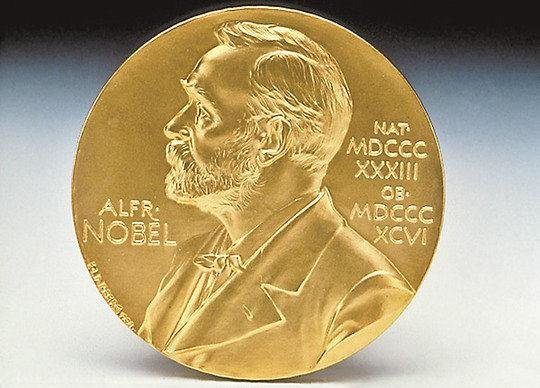 ALFR·
NOBEL
NAT·
MDCCC
XXXIII
OB·
MDCCC
XCVI